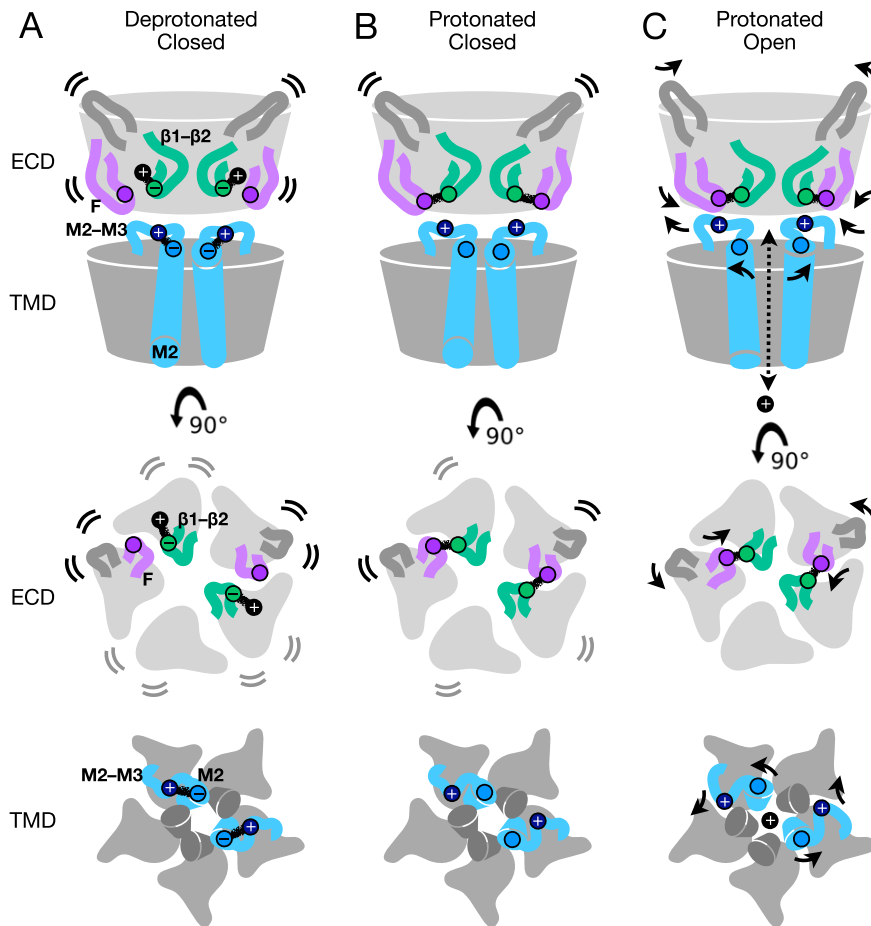 A
Deprotonated
Closed
B
Protonated
Closed
C
Protonated
Open
ECD
β1–β2
+
+
−
−
F
M2–M3
+
+
+
+
+
+
−
−
TMD
M2
+
90°
90°
90°
+
β1–β2
−
F
ECD
−
+
M2–M3
M2
+
−
+
−
TMD
+
+
+
+
+